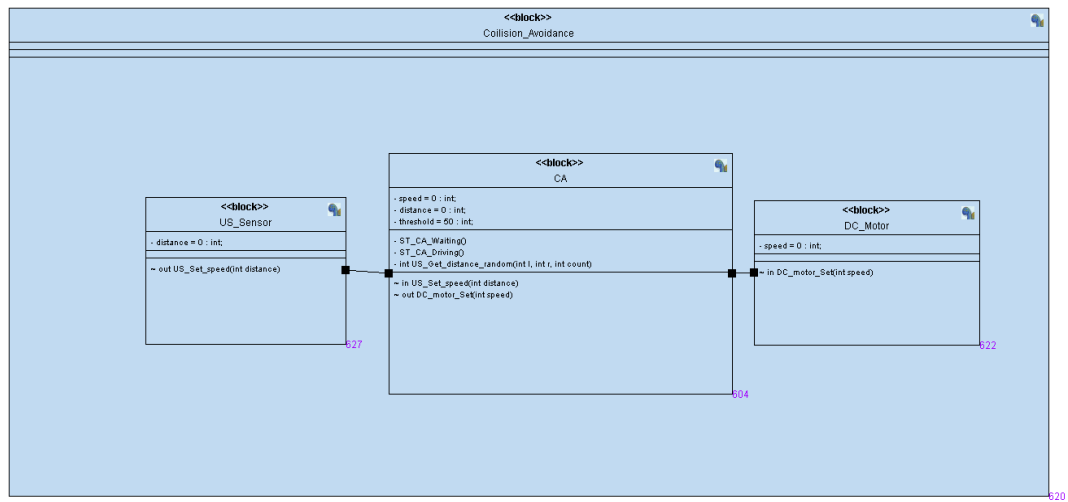 <<block>>
Coilision_Avoidance
<<block>>
US_Sensor
- distance = 0 : int;
~ out US_Set_speed(int distance)
627
<<block>>
CA
- speed = 0 : int;
- distance = 0 : int;
- threshold = 50 : int;
- ST_CA_Waiting()
- ST_CA_Driving()
- int US_Get_distance_random(int l, int r, int count)
~ in US_Set_speed(int distance)
~ out DC_motor_Set(int speed)
604
<<block>>
DC_Motor
- speed = 0 : int;
~ in DC_motor_Set(int speed)
622
620